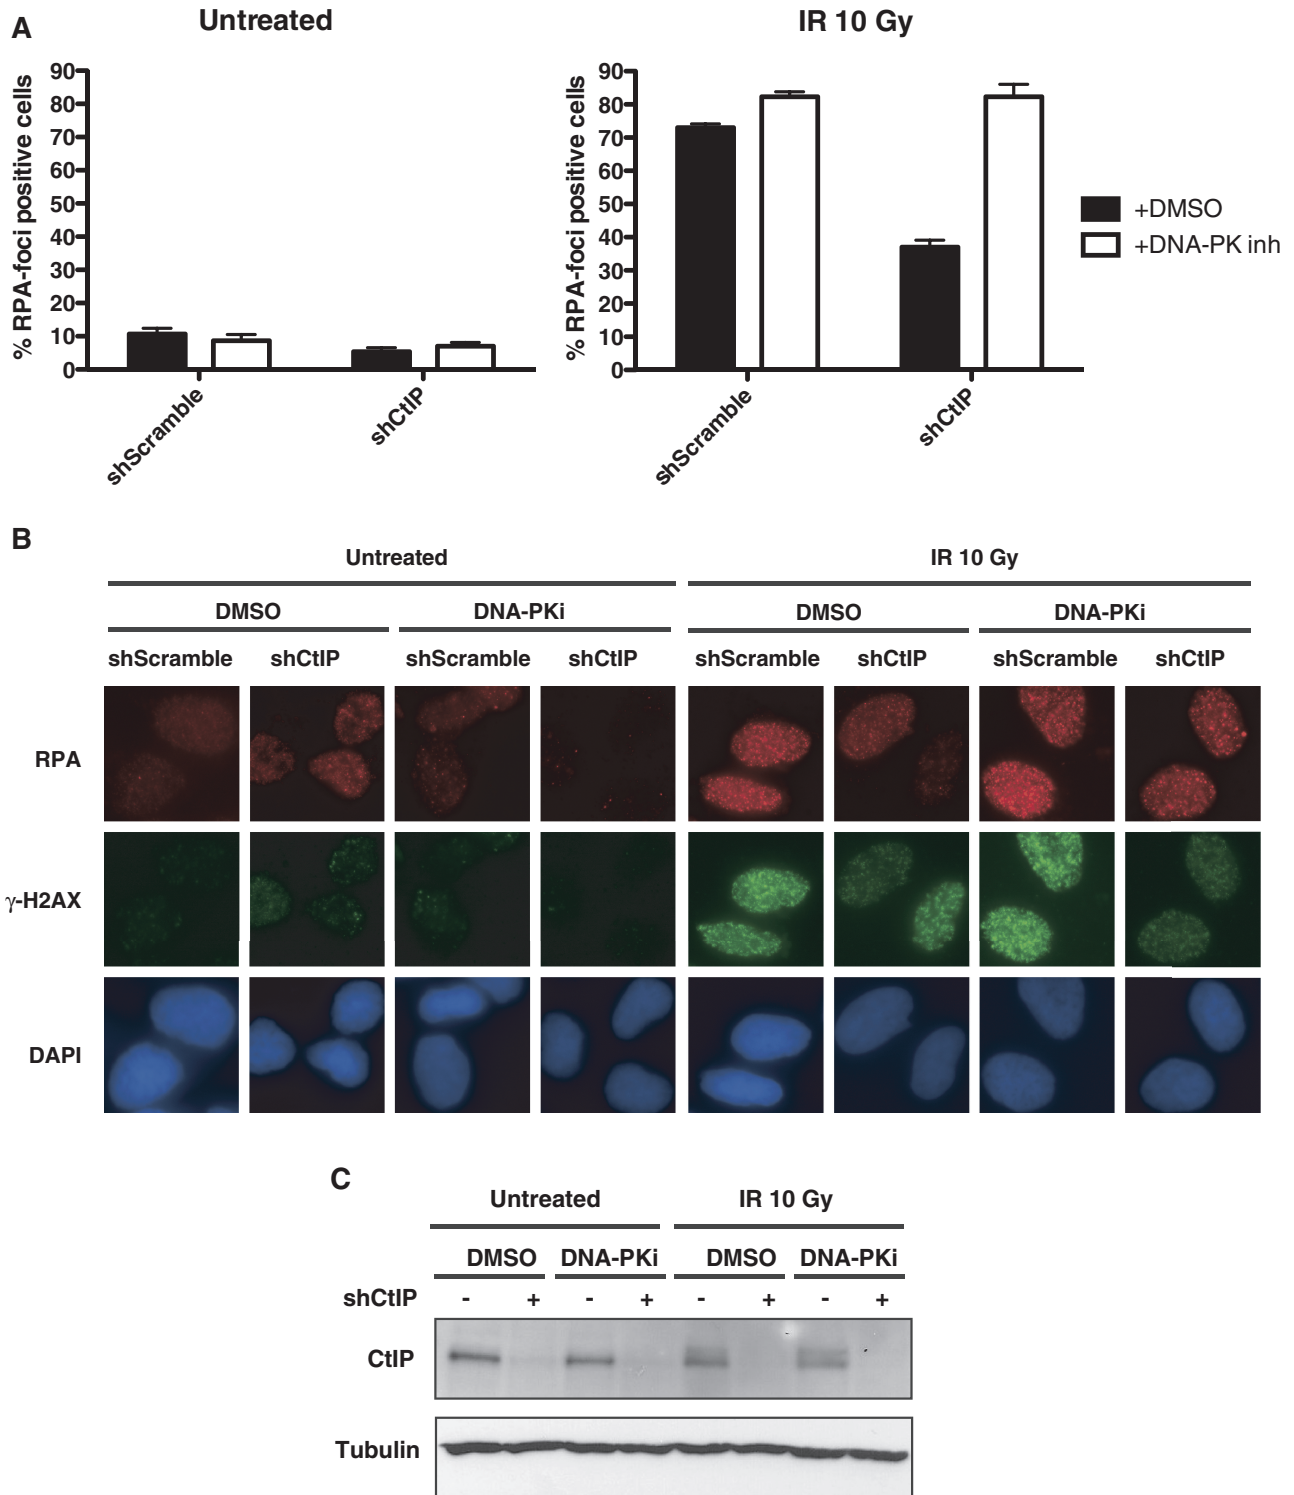 A
Untreated
IR 10 Gy
% RPA-foci positive cells
90
80
70
60
50
40
30
20
10
0
shScramble
shCtIP
% RPA-foci positive cells
90
80
70
60
50
40
30
20
10
0
shScramble
shCtIP
+DMSO
+DNA-PK inh
B
Untreated
IR 10 Gy
DMSO
DNA-PKi
DMSO
DNA-PKi
shScramble shCtIP shScramble shCtIP shScramble shCtIP shScramble shCtIP
RPA
γ-H2AX
DAPI
C
Untreated
IR 10 Gy
DMSO DNA-PKi DMSO DNA-PKi
shCtIP - + - + - + - +
CtIP
Tubulin